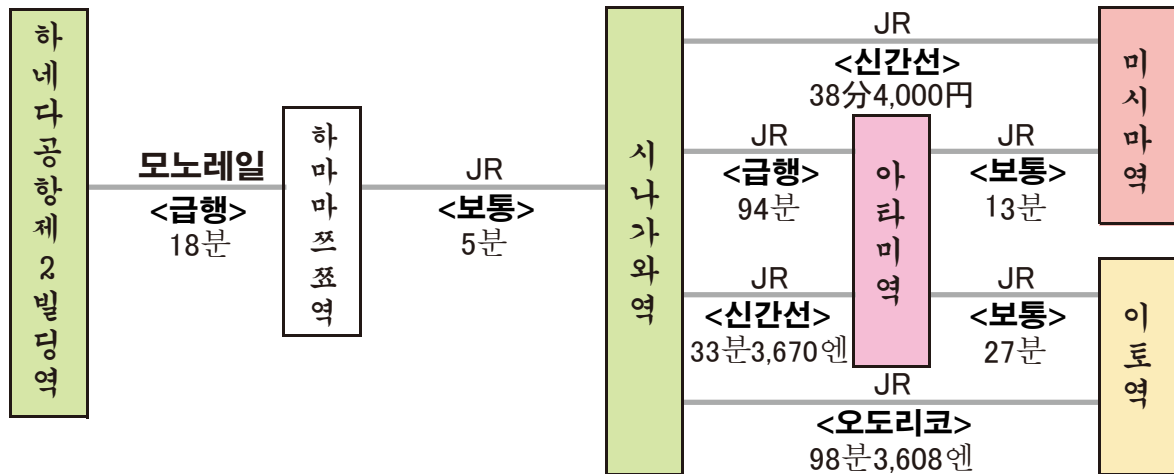 하네다공항제2빌딩역
모노레일
<급행>
18분
하마마쯔쬬역
JR
<보통>
5분
시나가와역
JR
<신간선>
38分4,000円
JR
<급행>
94분
아타미역
JR
<보통>
13분
미시마역
JR
<신간선>
33분3,670엔
JR
<보통>
27분
JR
<오도리코>
98분3,608엔
이토역